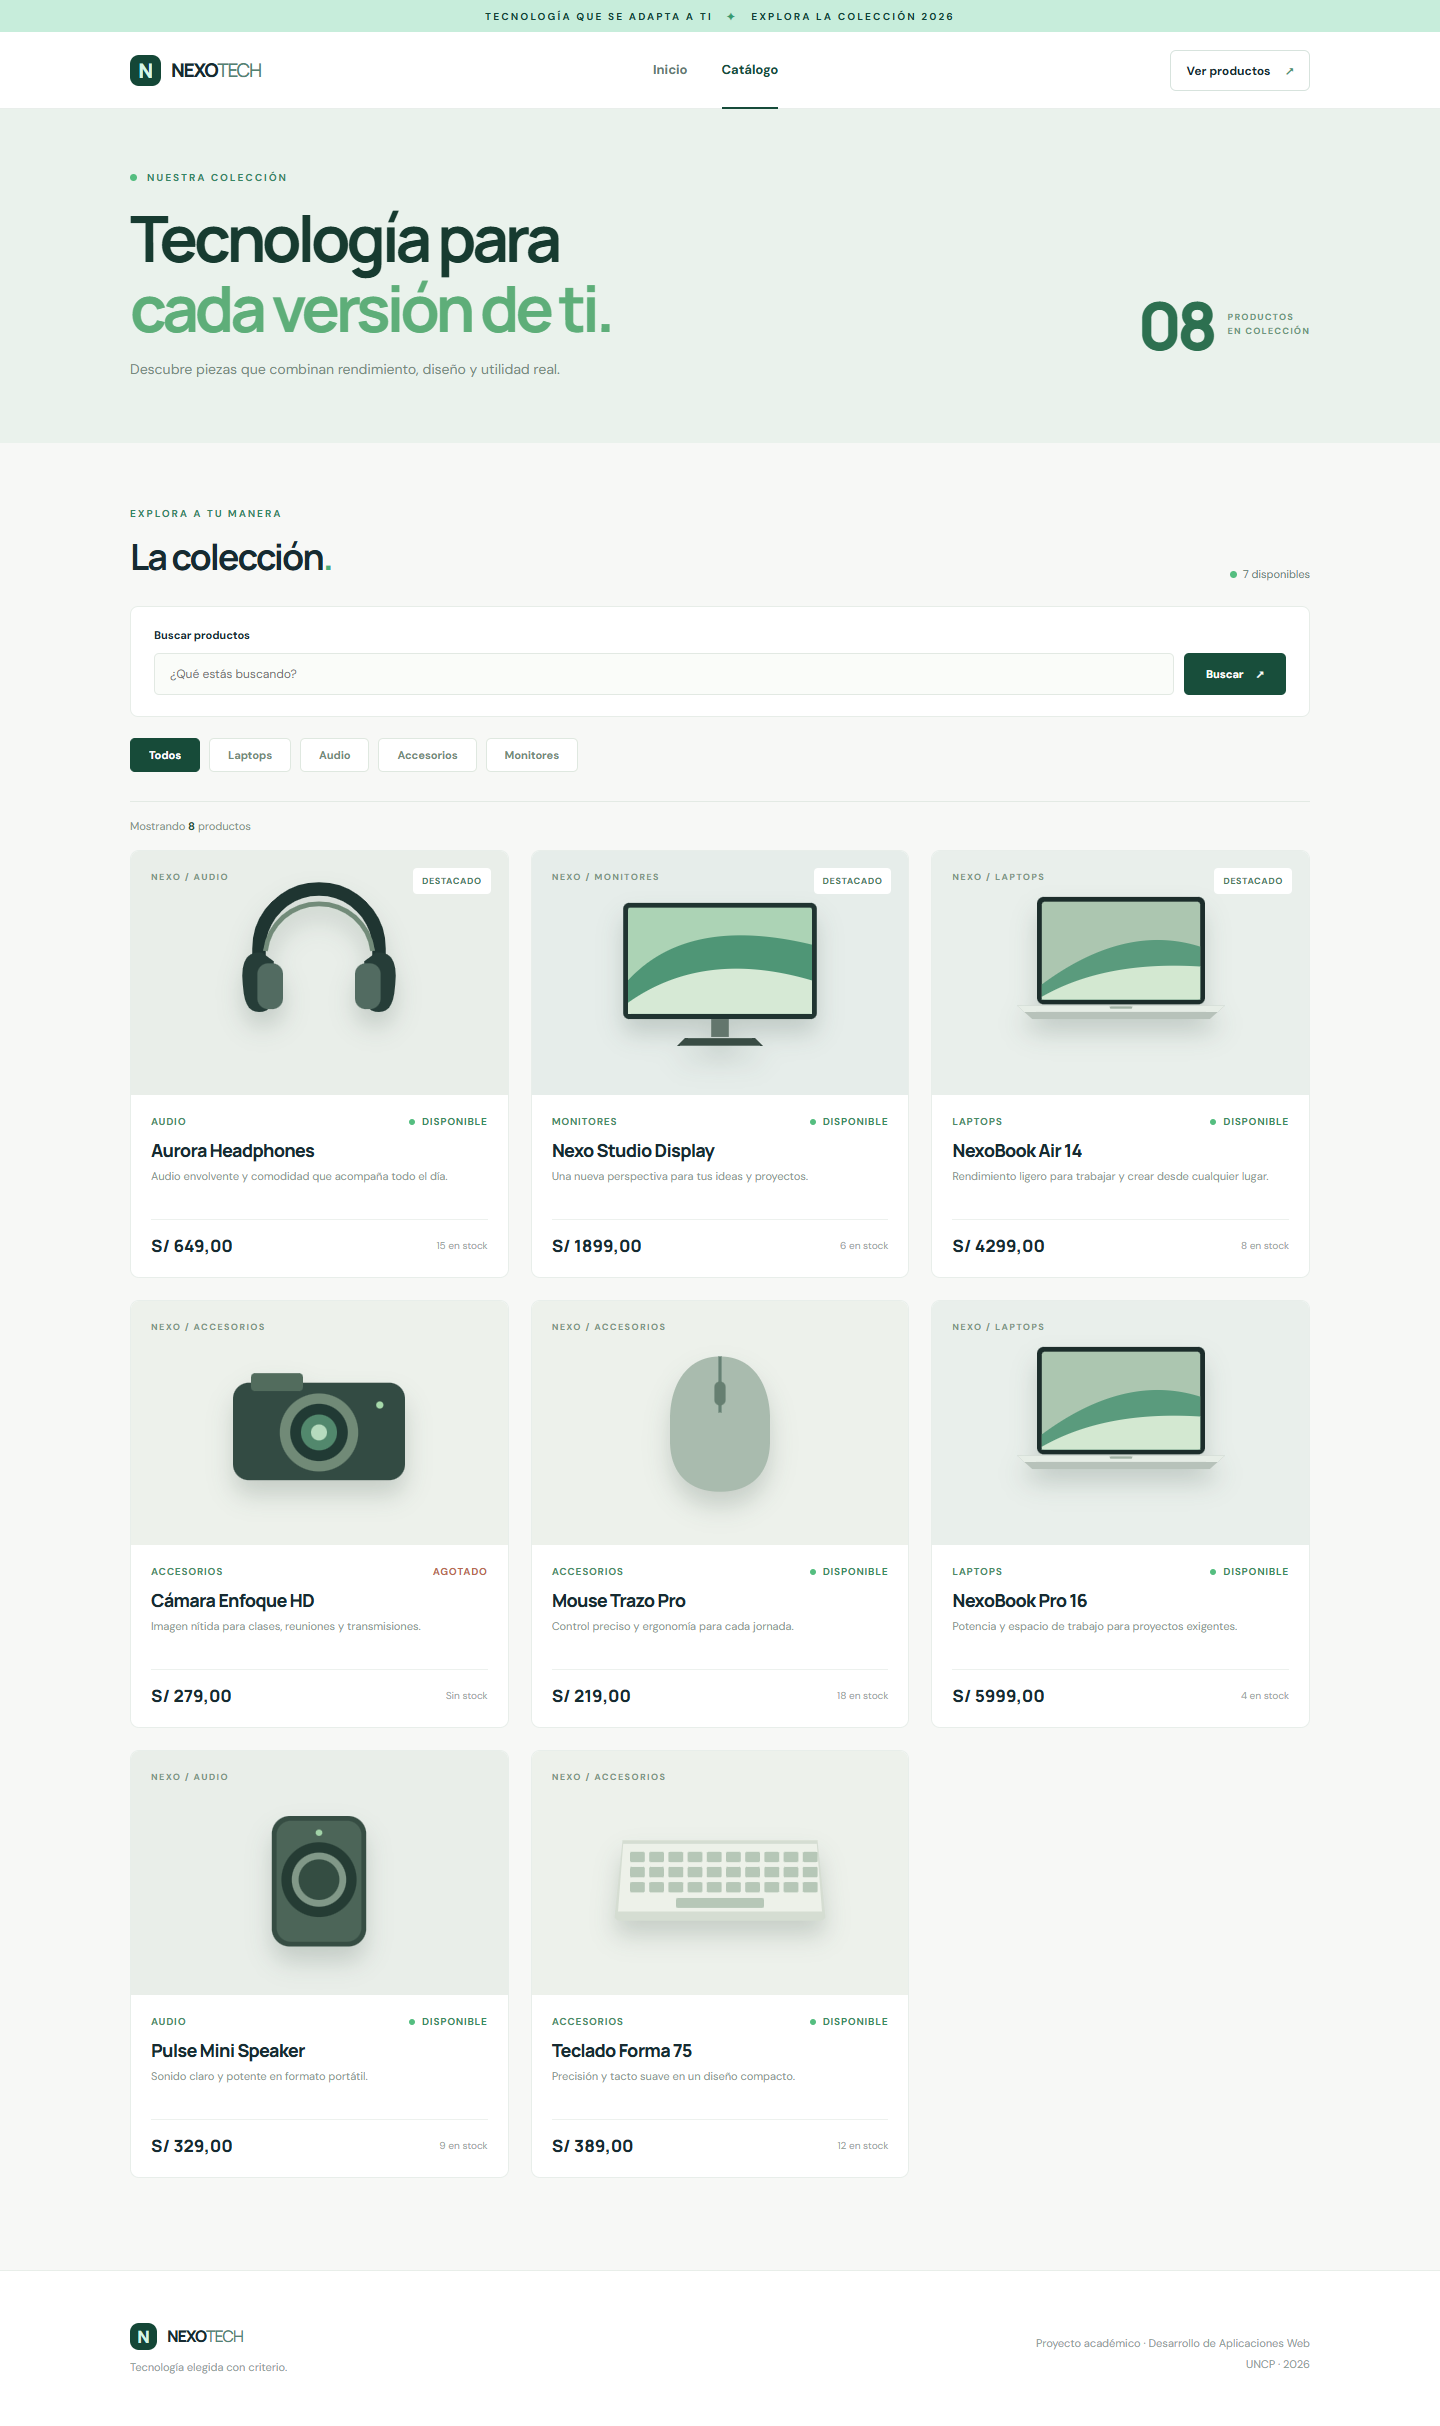 TECNOLOGÍA QUE SE ADAPTA A TI ✦ EXPLORA LA COLECCIÓN 2026
N NEXOTECH
Inicio
Catálogo
Ver productos ↗
NUESTRA COLECCIÓN
Tecnología para
cada versión de ti.
Descubre piezas que combinan rendimiento, diseño y utilidad real.
08
PRODUCTOS
EN COLECCIÓN
EXPLORA A TU MANERA
La colección.
7 disponibles
Buscar productos
¿Qué estás buscando?
Buscar ↗
Todos
Laptops
Audio
Accesorios
Monitores
Mostrando 8 productos
NEXO / AUDIO
DESTACADO
AUDIO
DISPONIBLE
Aurora Headphones
Audio envolvente y comodidad que acompaña todo el día.
S/ 649,00
15 en stock
NEXO / MONITORES
DESTACADO
MONITORES
DISPONIBLE
Nexo Studio Display
Una nueva perspectiva para tus ideas y proyectos.
S/ 1899,00
6 en stock
NEXO / LAPTOPS
DESTACADO
LAPTOPS
DISPONIBLE
NexoBook Air 14
Rendimiento ligero para trabajar y crear desde cualquier lugar.
S/ 4299,00
8 en stock
NEXO / ACCESORIOS
ACCESORIOS
AGOTADO
Cámara Enfoque HD
Imagen nítida para clases, reuniones y transmisiones.
S/ 279,00
Sin stock
NEXO / ACCESORIOS
ACCESORIOS
DISPONIBLE
Mouse Trazo Pro
Control preciso y ergonomía para cada jornada.
S/ 219,00
18 en stock
NEXO / LAPTOPS
LAPTOPS
DISPONIBLE
NexoBook Pro 16
Potencia y espacio de trabajo para proyectos exigentes.
S/ 5999,00
4 en stock
NEXO / AUDIO
AUDIO
DISPONIBLE
Pulse Mini Speaker
Sonido claro y potente en formato portátil.
S/ 329,00
9 en stock
NEXO / ACCESORIOS
ACCESORIOS
DISPONIBLE
Teclado Forma 75
Precisión y tacto suave en un diseño compacto.
S/ 389,00
12 en stock
N NEXOTECH
Tecnología elegida con criterio.
Proyecto académico · Desarrollo de Aplicaciones Web
UNCP · 2026